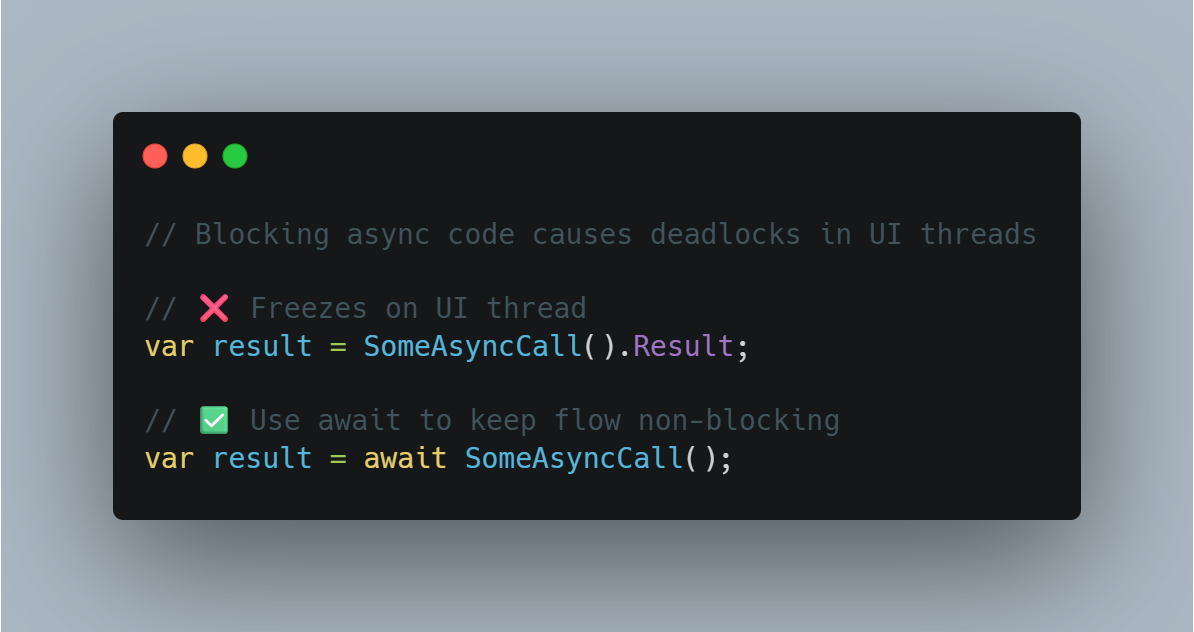 // Blocking async code causes deadlocks in UI threads
// ❌ Freezes on UI thread
var result = SomeAsyncCall().Result;
// ✅ Use await to keep flow non-blocking
var result = await SomeAsyncCall();